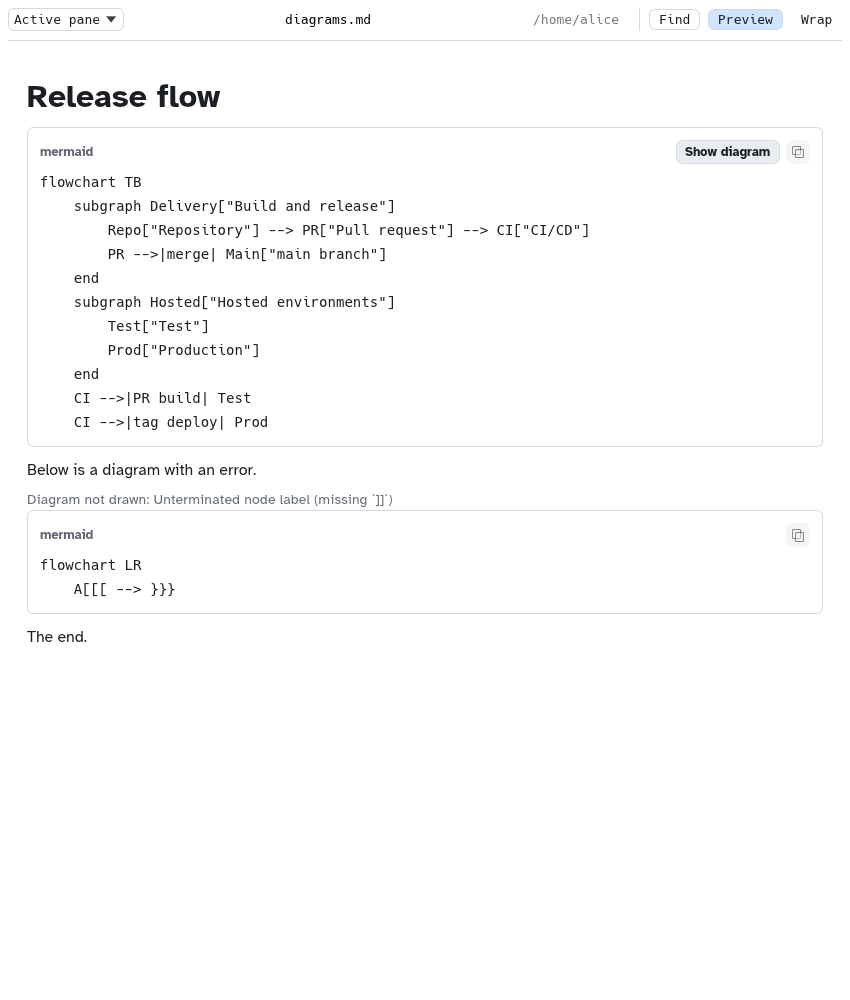 Active pane
diagrams.md
/home/alice
Find
Preview
Wrap
Release flow
mermaid
Show diagram
flowchart TB
    subgraph Delivery["Build and release"]
        Repo["Repository"] --> PR["Pull request"] --> CI["CI/CD"]
        PR -->|merge| Main["main branch"]
    end
    subgraph Hosted["Hosted environments"]
        Test["Test"]
        Prod["Production"]
    end
    CI -->|PR build| Test
    CI -->|tag deploy| Prod
Below is a diagram with an error.
Diagram not drawn: Unterminated node label (missing `]]`)
mermaid
flowchart LR
    A[[[ --> }}}
The end.